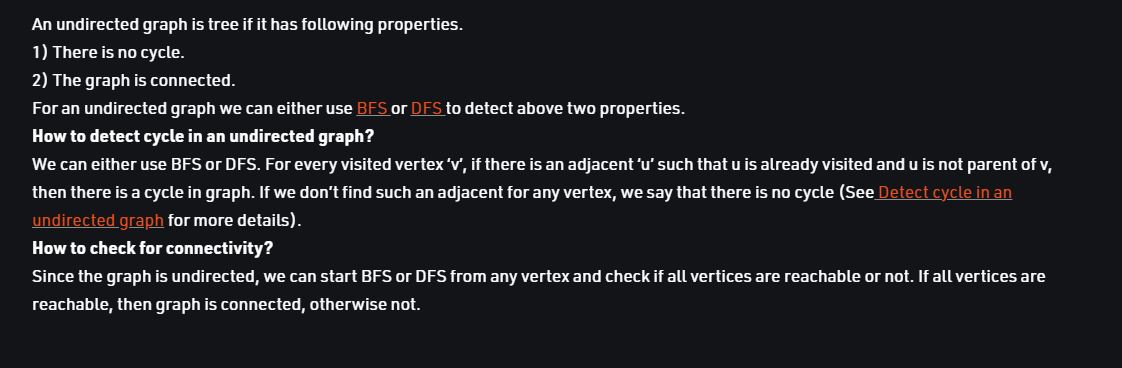 An undirected graph is tree if it has following properties.
1) There is no cycle.
2) The graph is connected.
For an undirected graph we can either use BFS or DFS to detect above two properties.
How to detect cycle in an undirected graph?
We can either use BFS or DFS. For every visited vertex ‘v’, if there is an adjacent ‘u’ such that u is already visited and u is not parent of v,
then there is a cycle in graph. If we don’t find such an adjacent for any vertex, we say that there is no cycle (See Detect cycle in an
undirected graph for more details).
How to check for connectivity?
Since the graph is undirected, we can start BFS or DFS from any vertex and check if all vertices are reachable or not. If all vertices are
reachable, then graph is connected, otherwise not.